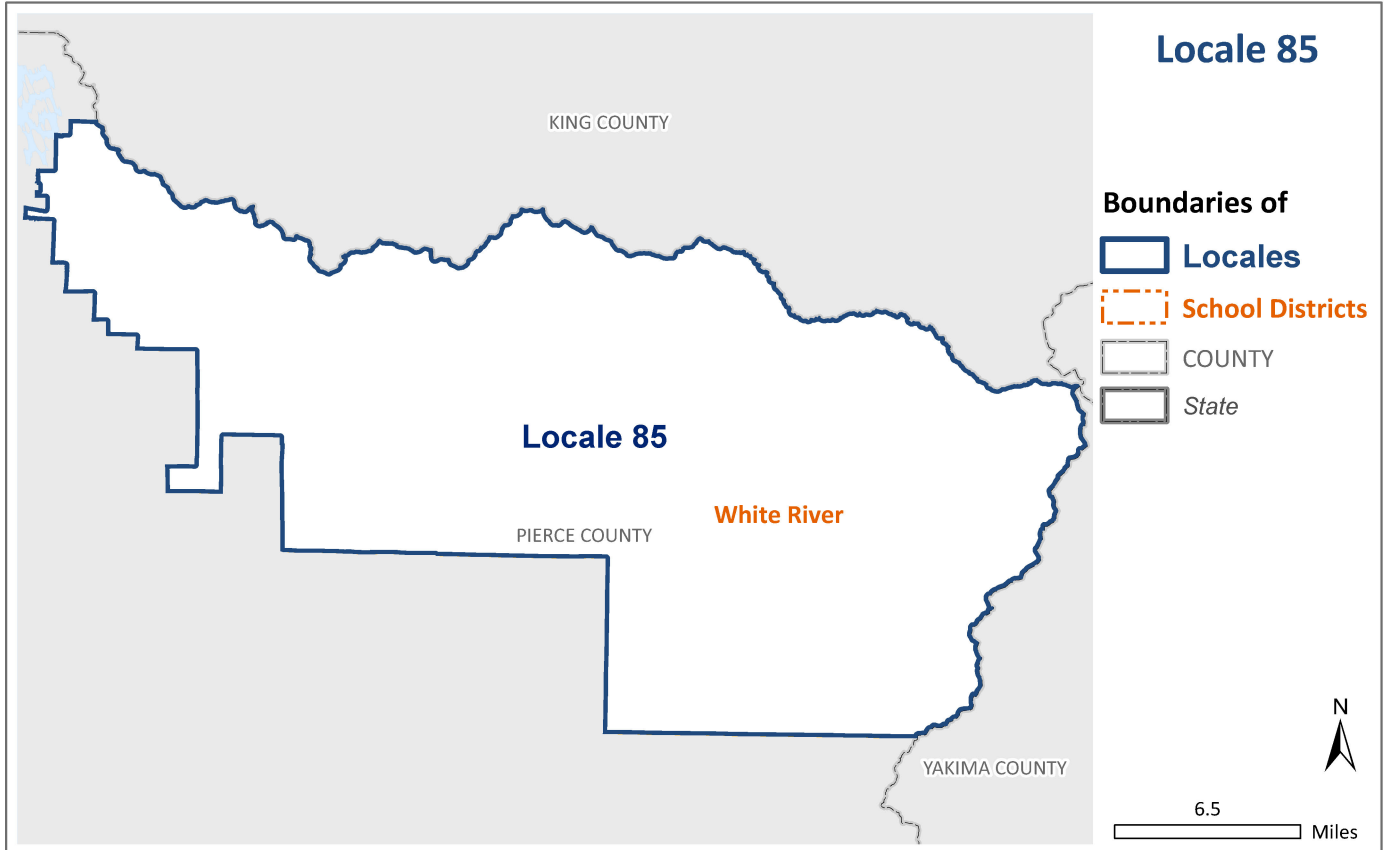 Locale 85
KING COUNTY
Boundaries of
Locales
School Districts
COUNTY
State
Locale 85
White River
PIERCE COUNTY
YAKIMA COUNTY
N
6.5
Miles